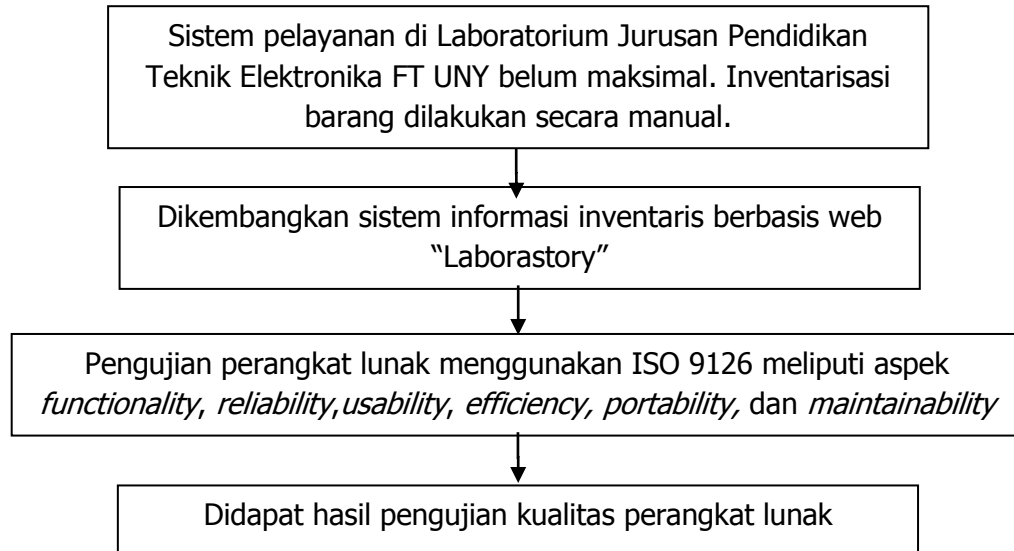 Sistem pelayanan di Laboratorium Jurusan Pendidikan
Teknik Elektronika FT UNY belum maksimal. Inventarisasi
barang dilakukan secara manual.
Dikembangkan sistem informasi inventaris berbasis web
“Laborastory”
Pengujian perangkat lunak menggunakan ISO 9126 meliputi aspek
functionality, reliability,usability, efficiency, portability, dan maintainability
Didapat hasil pengujian kualitas perangkat lunak